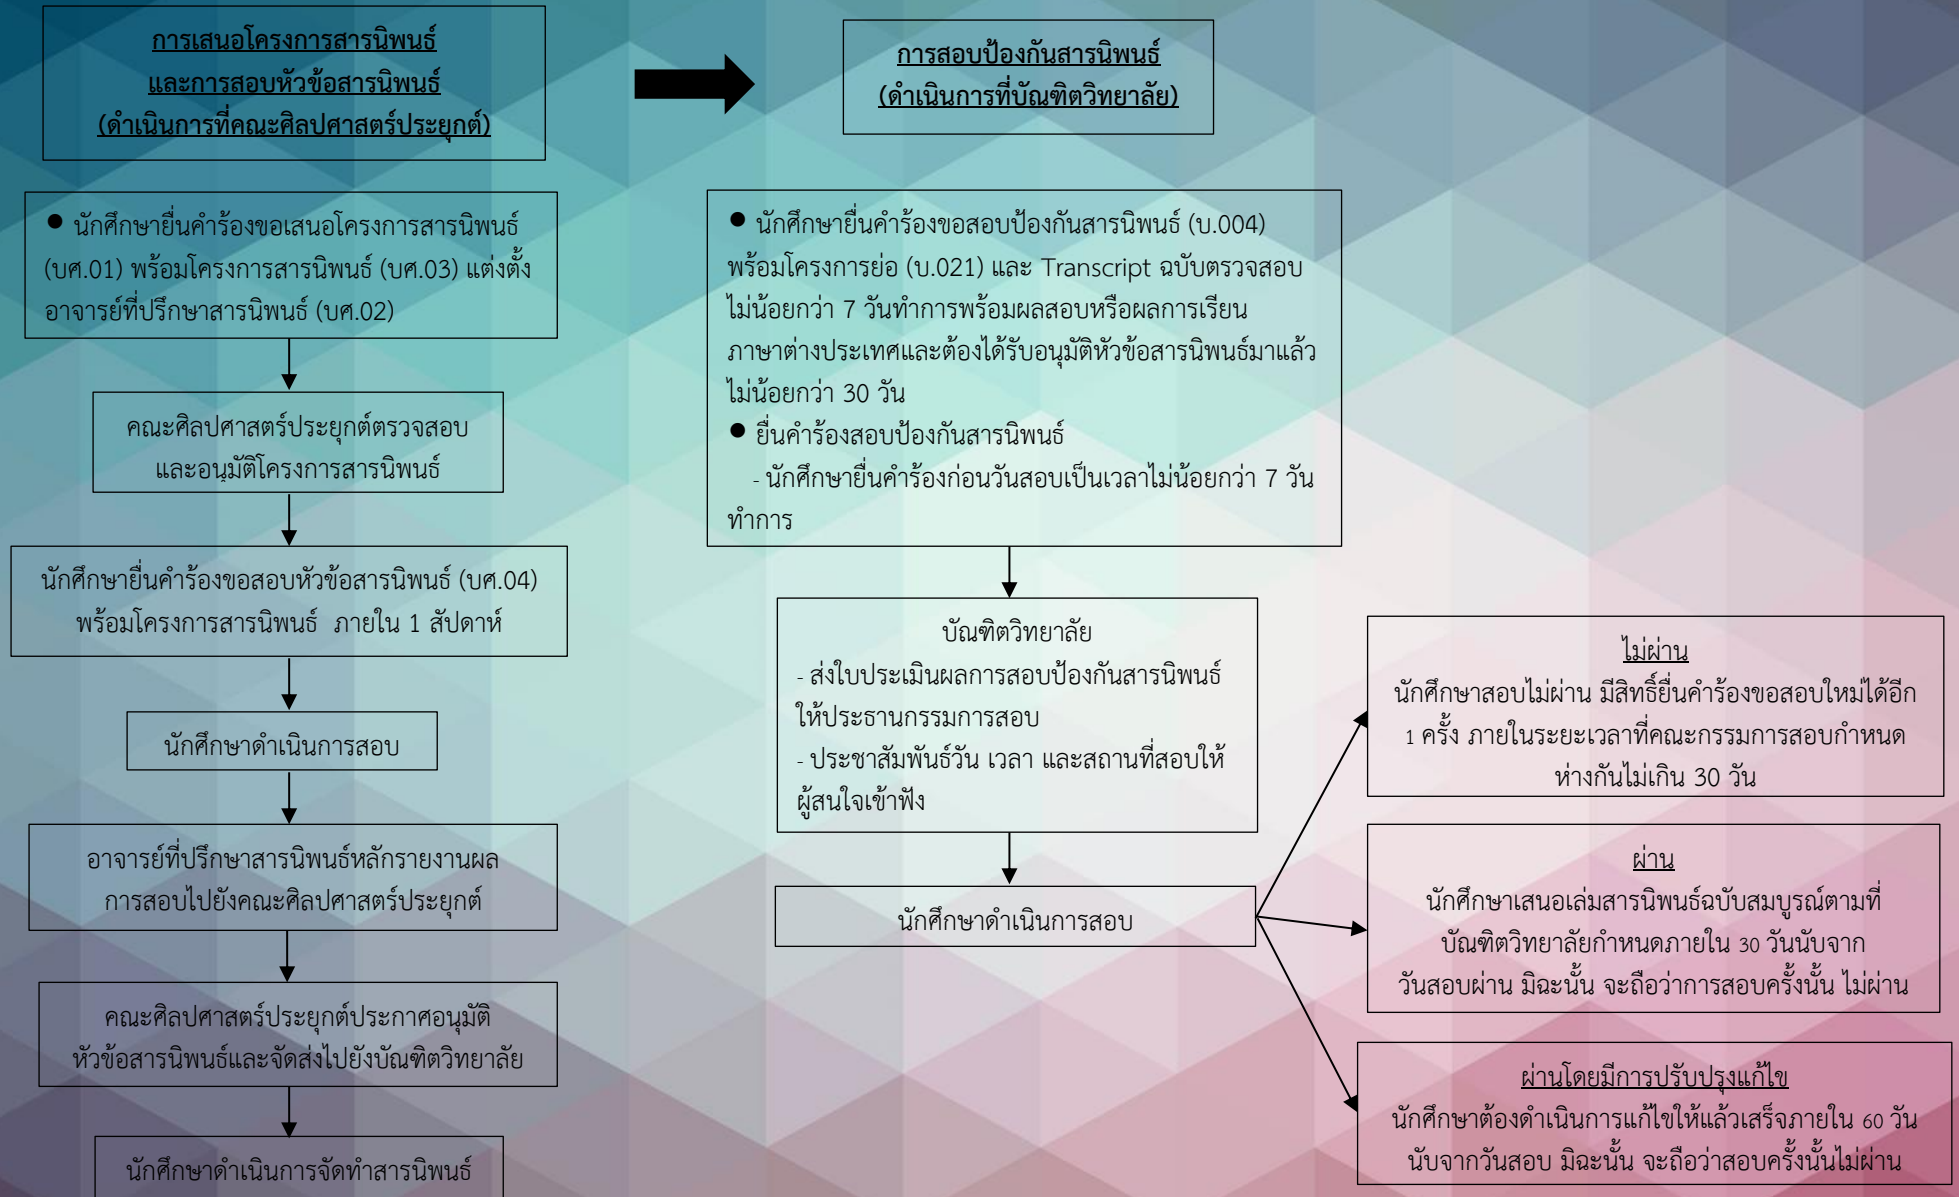 การเสนอโครงการสารนิพนธ์
และการสอบหัวข้อสารนิพนธ์
(ดำเนินการที่คณะศิลปศาสตร์ประยุกต์)
● นักศึกษายื่นคำร้องขอเสนอโครงการสารนิพนธ์
(บศ.01) พร้อมโครงการสารนิพนธ์ (บศ.03) แต่งตั้ง
อาจารย์ที่ปรึกษาสารนิพนธ์ (บศ.02)
คณะศิลปศาสตร์ประยุกต์ตรวจสอบ
และอนุมัติโครงการสารนิพนธ์
นักศึกษายื่นคำร้องขอสอบหัวข้อสารนิพนธ์ (บศ.04)
พร้อมโครงการสารนิพนธ์ ภายใน 1 สัปดาห์
นักศึกษาดำเนินการสอบ
อาจารย์ที่ปรึกษาสารนิพนธ์หลักรายงานผล
การสอบไปยังคณะศิลปศาสตร์ประยุกต์
คณะศิลปศาสตร์ประยุกต์ประกาศอนุมัติ
หัวข้อสารนิพนธ์และจัดส่งไปยังบัณฑิตวิทยาลัย
นักศึกษาดำเนินการจัดทำสารนิพนธ์
การสอบป้องกันสารนิพนธ์
(ดำเนินการที่บัณฑิตวิทยาลัย)
● นักศึกษายื่นคำร้องขอสอบป้องกันสารนิพนธ์ (บ.004)
พร้อมโครงการย่อ (บ.021) และ Transcript ฉบับตรวจสอบ
ไม่น้อยกว่า 7 วันทำการพร้อมผลสอบหรือผลการเรียน
ภาษาต่างประเทศและต้องได้รับอนุมัติหัวข้อสารนิพนธ์มาแล้ว
ไม่น้อยกว่า 30 วัน
● ยื่นคำร้องสอบป้องกันสารนิพนธ์
- นักศึกษายื่นคำร้องก่อนวันสอบเป็นเวลาไม่น้อยกว่า 7 วัน
ทำการ
บัณฑิตวิทยาลัย
- ส่งใบประเมินผลการสอบป้องกันสารนิพนธ์
ให้ประธานกรรมการสอบ
- ประชาสัมพันธ์วัน เวลา และสถานที่สอบให้
ผู้สนใจเข้าฟัง
นักศึกษาดำเนินการสอบ
ไม่ผ่าน
นักศึกษาสอบไม่ผ่าน มีสิทธิ์ยื่นคำร้องขอสอบใหม่ได้อีก
1 ครั้ง ภายในระยะเวลาที่คณะกรรมการสอบกำหนด
ห่างกันไม่เกิน 30 วัน
ผ่าน
นักศึกษาเสนอเล่มสารนิพนธ์ฉบับสมบูรณ์ตามที่
บัณฑิตวิทยาลัยกำหนดภายใน 30 วันนับจาก
วันสอบผ่าน มิฉะนั้น จะถือว่าการสอบครั้งนั้น ไม่ผ่าน
ผ่านโดยมีการปรับปรุงแก้ไข
นักศึกษาต้องดำเนินการแก้ไขให้แล้วเสร็จภายใน 60 วัน
นับจากวันสอบ มิฉะนั้น จะถือว่าสอบครั้งนั้นไม่ผ่าน